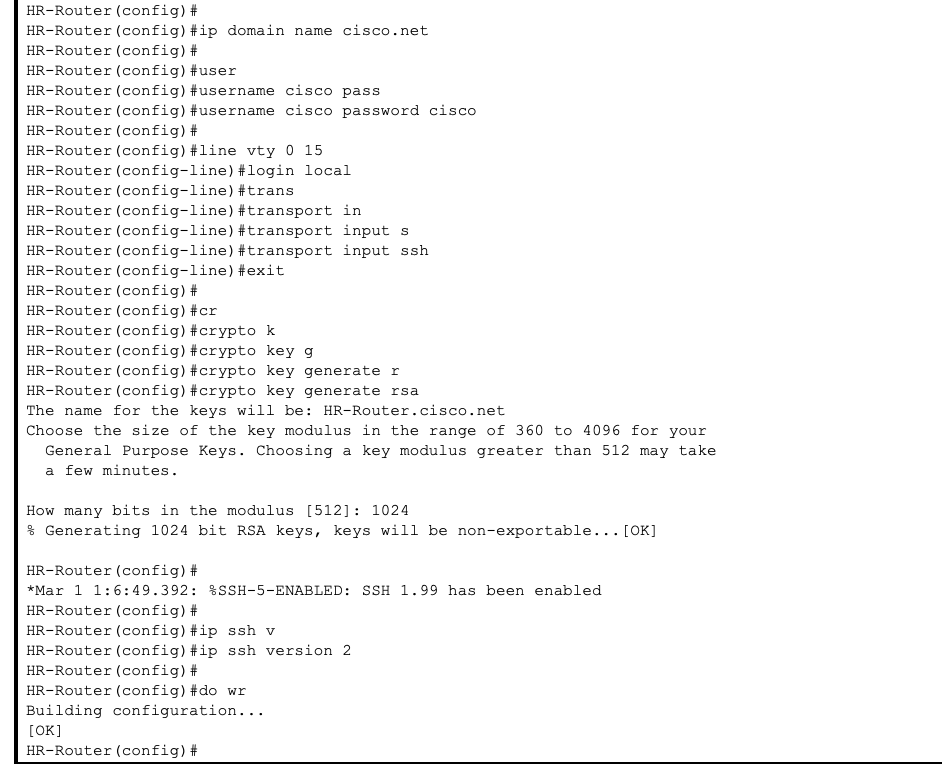 HR-Router(config)#
HR-Router(config)#ip domain name cisco.net
HR-Router(config)#
HR-Router(config)#user
HR-Router(config)#username cisco pass
HR-Router(config)#username cisco password cisco
HR-Router(config)#
HR-Router(config)#line vty 0 15
HR-Router(config-line)#login local
HR-Router(config-line)#trans
HR-Router(config-line)#transport in
HR-Router(config-line)#transport input s
HR-Router(config-line)#transport input ssh
HR-Router(config-line)#exit
HR-Router(config)#
HR-Router(config)#cr
HR-Router(config)#crypto k
HR-Router(config)#crypto key g
HR-Router(config)#crypto key generate r
HR-Router(config)#crypto key generate rsa
The name for the keys will be: HR-Router.cisco.net
Choose the size of the key modulus in the range of 360 to 4096 for your
  General Purpose Keys. Choosing a key modulus greater than 512 may take
  a few minutes.

How many bits in the modulus [512]: 1024
% Generating 1024 bit RSA keys, keys will be non-exportable...[OK]

HR-Router(config)#
*Mar 1 1:6:49.392: %SSH-5-ENABLED: SSH 1.99 has been enabled
HR-Router(config)#
HR-Router(config)#ip ssh v
HR-Router(config)#ip ssh version 2
HR-Router(config)#
HR-Router(config)#do wr
Building configuration...
[OK]
HR-Router(config)#